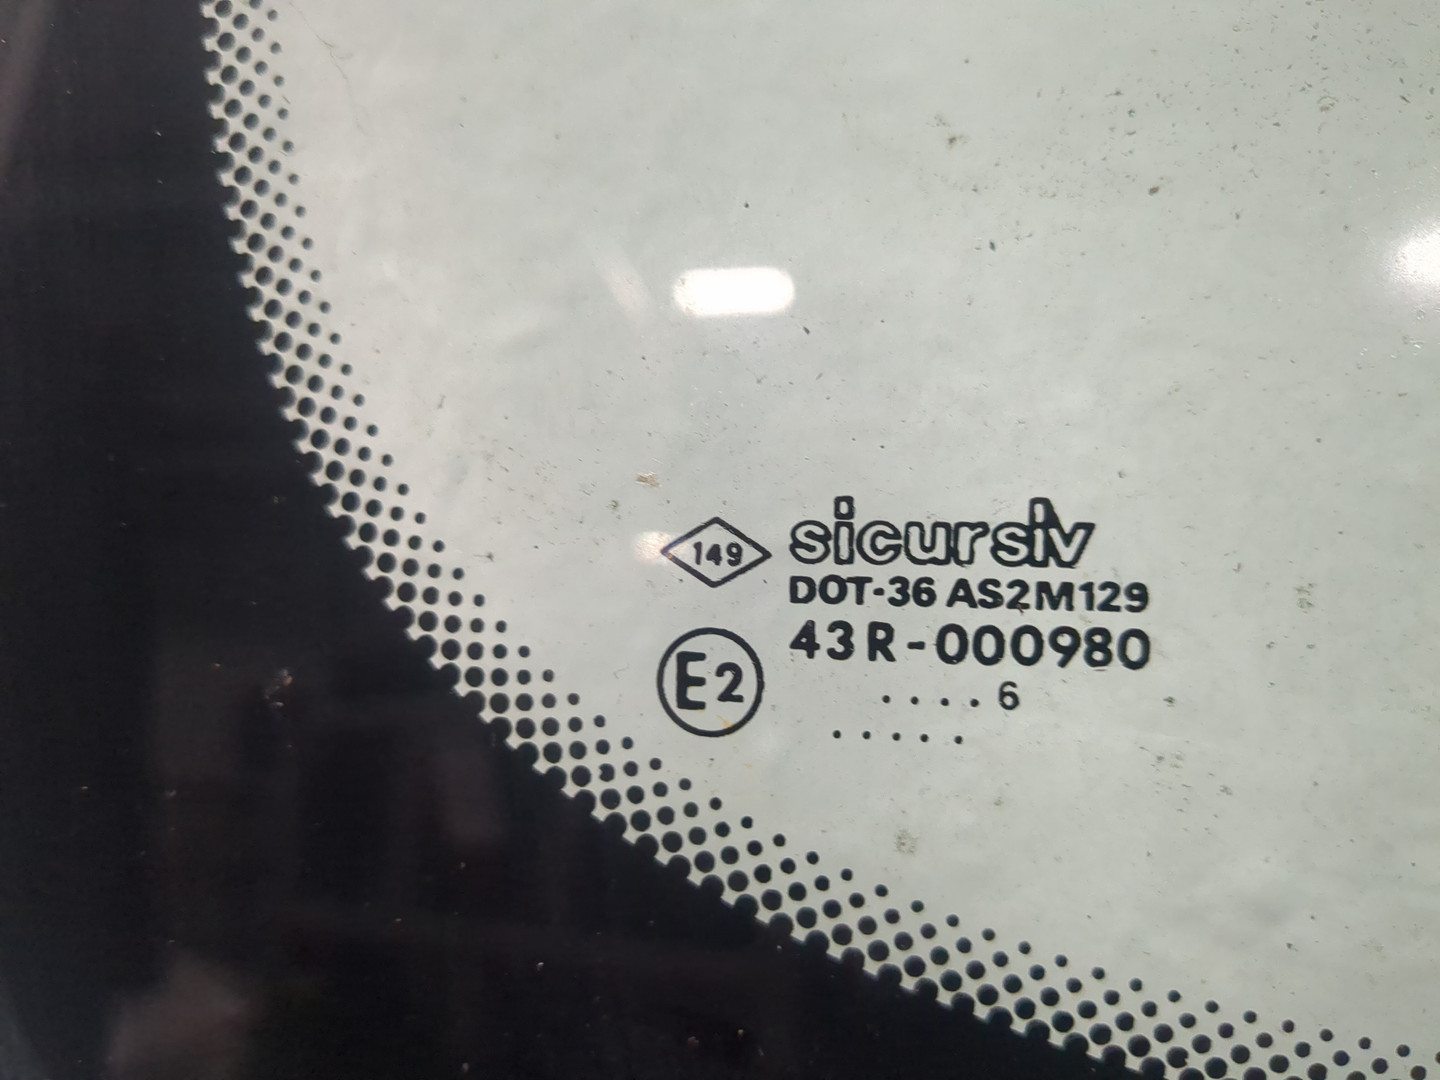 149 sicursiv
DOT-36 AS2M129
E2 43R-000980
....6
.....